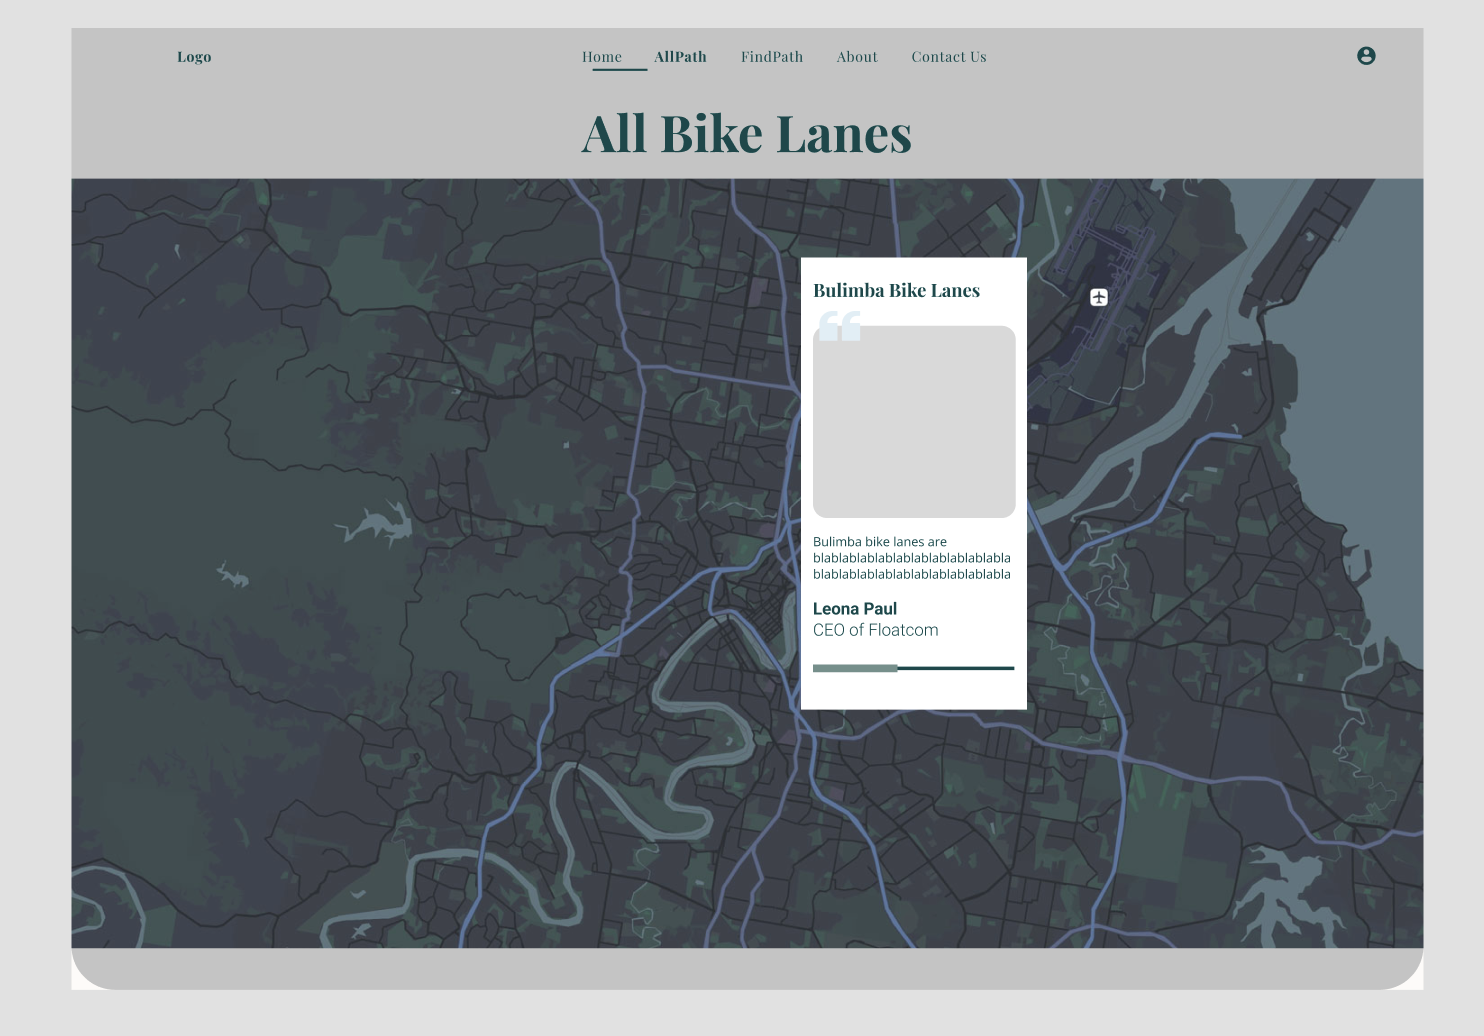 Logo Home AllPath FindPath About Contact Us
All Bike Lanes
Bulimba Bike Lanes
“
Bulimba bike lanes are
blablablablablablablablablablabla
blablablablablablablablablablabla
Leona Paul
CEO of Floatcom